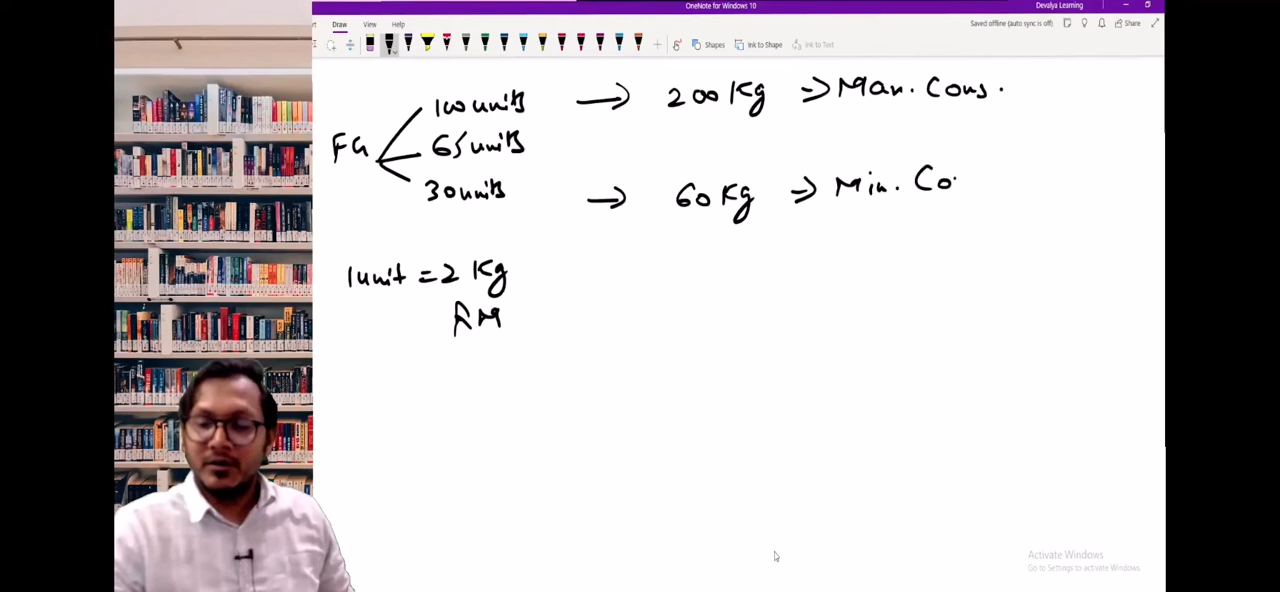 OneNote for Windows 10
Devalya Learning
Draw View Help
Saved offline (auto sync is off)
Share
Shapes Ink to Shape Ink to Text
100 units → 200 Kg ⇒ Max. Cons.
FG 65 units
30 units → 60 Kg ⇒ Min. Co
1 unit = 2 Kg
RM
Activate Windows
Go to Settings to activate Windows.